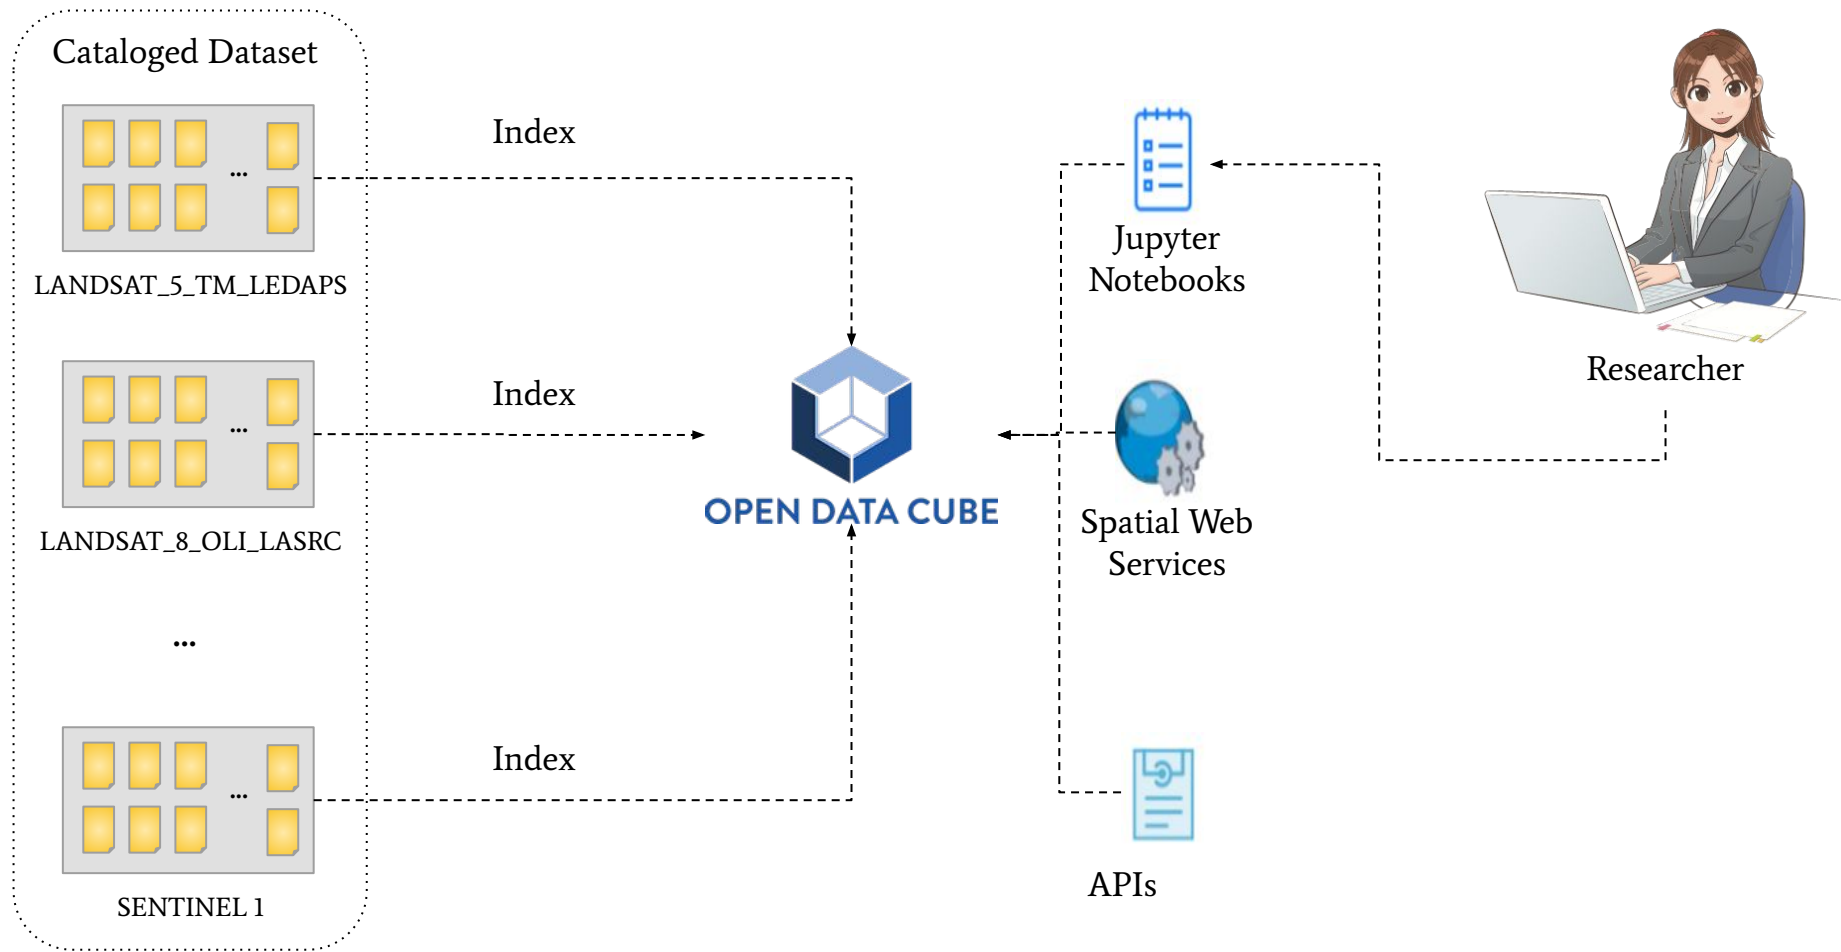 Cataloged Dataset
...
LANDSAT_5_TM_LEDAPS
...
LANDSAT_8_OLI_LASRC
...
...
SENTINEL 1
Index
Index
Index
OPEN DATA CUBE
Jupyter
Notebooks
Spatial Web
Services
APIs
Researcher